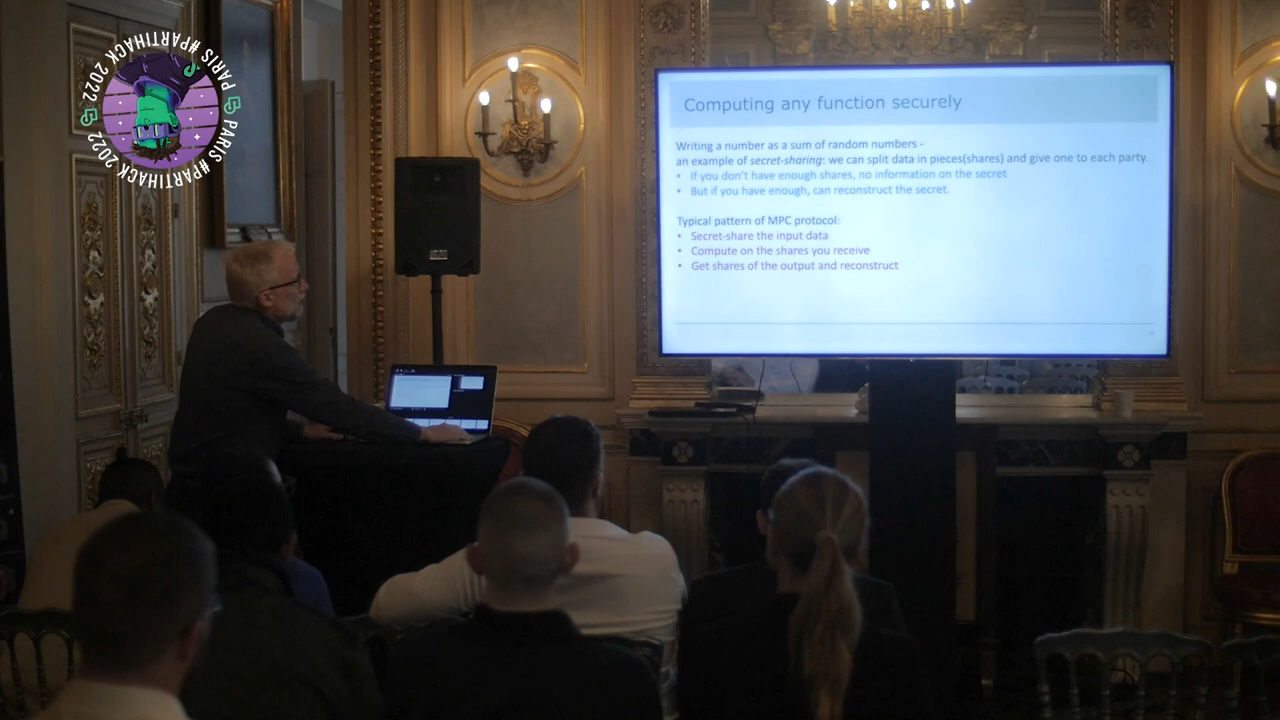 PARIS #PARTIHACK 2022
PARIS #PARTIHACK 2022
Computing any function securely
Writing a number as a sum of random numbers -
an example of secret-sharing: we can split data in pieces(shares) and give one to each party.
• If you don't have enough shares, no information on the secret
• But if you have enough, can reconstruct the secret.
Typical pattern of MPC protocol:
• Secret-share the input data
• Compute on the shares you receive
• Get shares of the output and reconstruct